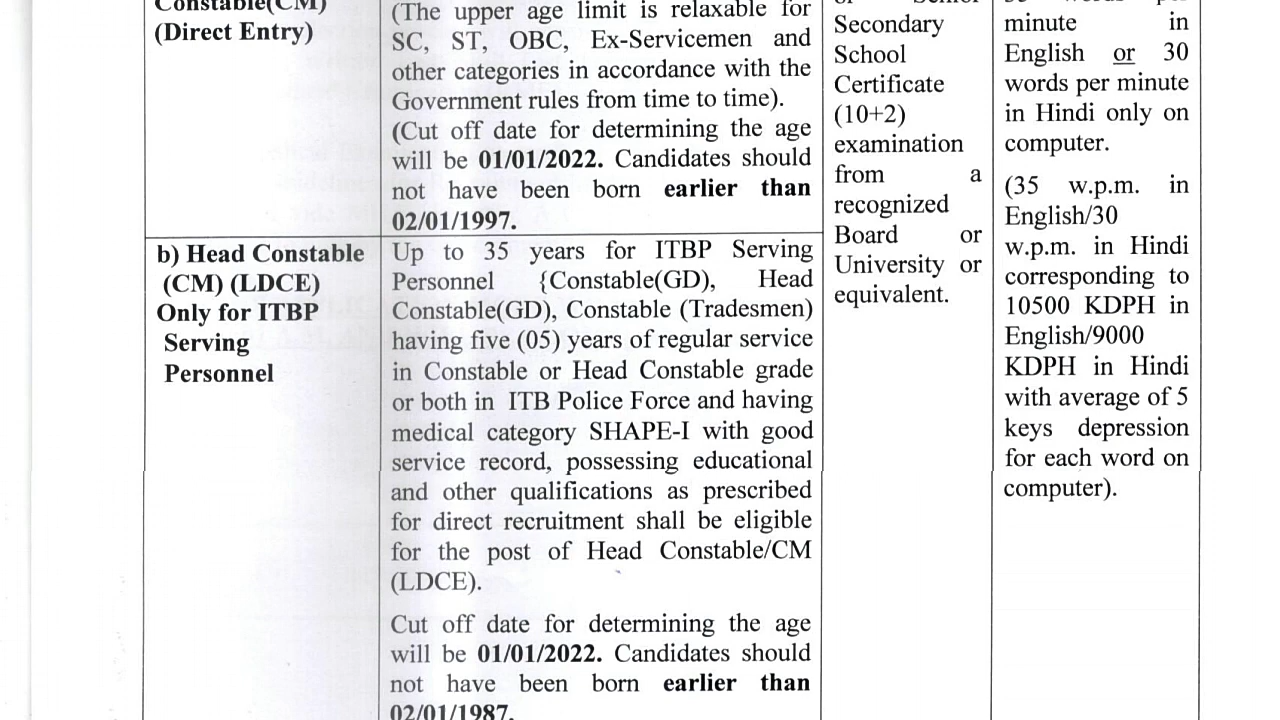 Constable(CM)
(Direct Entry)
(The upper age limit is relaxable for
SC, ST, OBC, Ex-Servicemen and
other categories in accordance with the
Government rules from time to time).
(Cut off date for determining the age
will be 01/01/2022. Candidates should
not have been born earlier than
02/01/1997.
b) Head Constable
(CM) (LDCE)
Only for ITBP
Serving
Personnel
Up to 35 years for ITBP Serving
Personnel {Constable(GD), Head
Constable(GD), Constable (Tradesmen)
having five (05) years of regular service
in Constable or Head Constable grade
or both in ITB Police Force and having
medical category SHAPE-I with good
service record, possessing educational
and other qualifications as prescribed
for direct recruitment shall be eligible
for the post of Head Constable/CM
(LDCE).
Cut off date for determining the age
will be 01/01/2022. Candidates should
not have been born earlier than
02/01/1987.
or Senior
Secondary
School
Certificate
(10+2)
examination
from a
recognized
Board or
University or
equivalent.
words per
minute in
English or 30
words per minute
in Hindi only on
computer.
(35 w.p.m. in
English/30
w.p.m. in Hindi
corresponding to
10500 KDPH in
English/9000
KDPH in Hindi
with average of 5
keys depression
for each word on
computer).